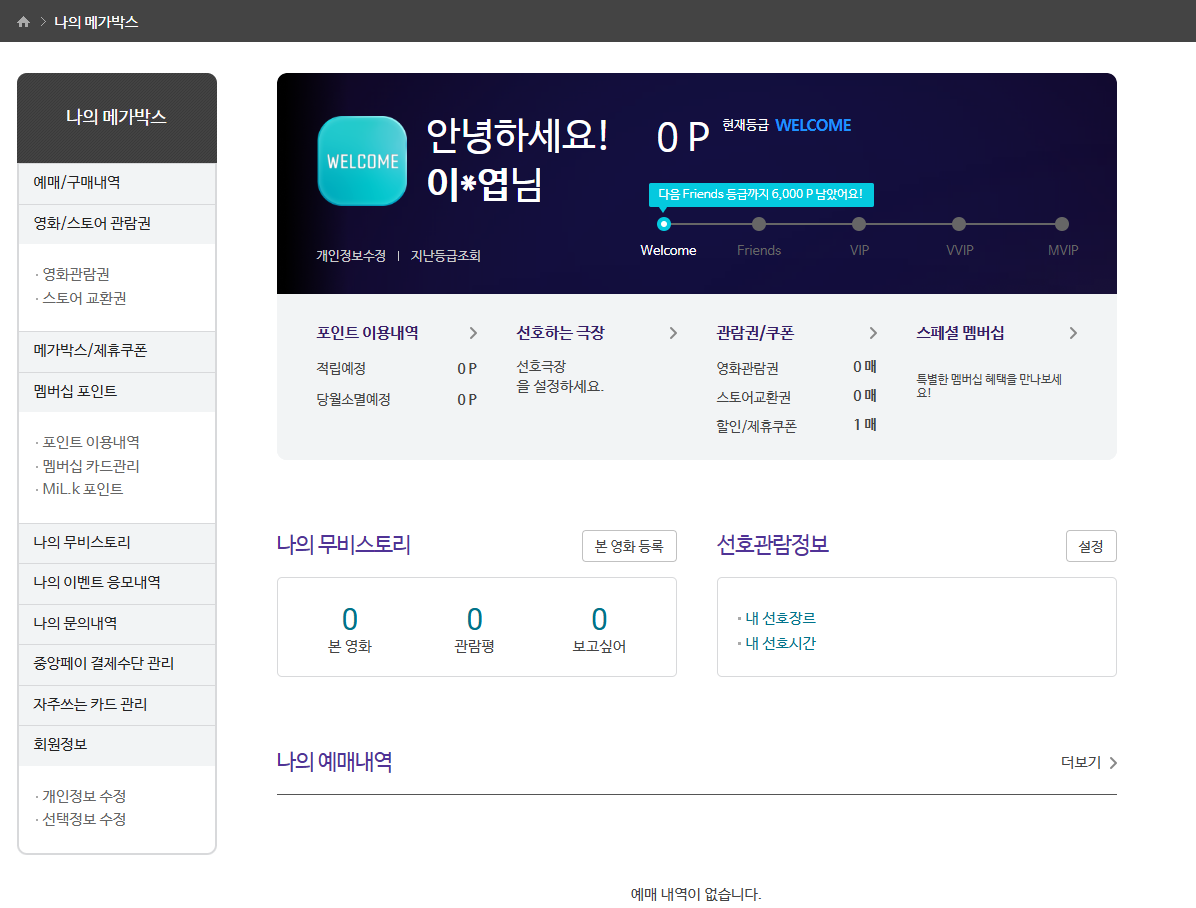 나의 메가박스
나의 메가박스
예매/구매내역
영화/스토어 관람권
· 영화관람권
· 스토어 교환권
메가박스/제휴쿠폰
멤버십 포인트
· 포인트 이용내역
· 멤버십 카드관리
· MiL.k 포인트
나의 무비스토리
나의 이벤트 응모내역
나의 문의내역
중앙페이 결제수단 관리
자주쓰는 카드 관리
회원정보
· 개인정보 수정
· 선택정보 수정
WELCOME
안녕하세요!
이*엽님
개인정보수정 | 지난등급조회
0 P 현재등급 WELCOME
다음 Friends 등급까지 6,000 P 남았어요!
Welcome Friends VIP VVIP MVIP
포인트 이용내역
적립예정 0 P
당월소멸예정 0 P
선호하는 극장
선호극장
을 설정하세요.
관람권/쿠폰
영화관람권 0 매
스토어교환권 0 매
할인/제휴쿠폰 1 매
스페셜 멤버십
특별한 멤버십 혜택을 만나보세
요!
나의 무비스토리 본 영화 등록
0 0 0
본 영화 관람평 보고싶어
선호관람정보 설정
· 내 선호장르
· 내 선호시간
나의 예매내역 더보기
예매 내역이 없습니다.